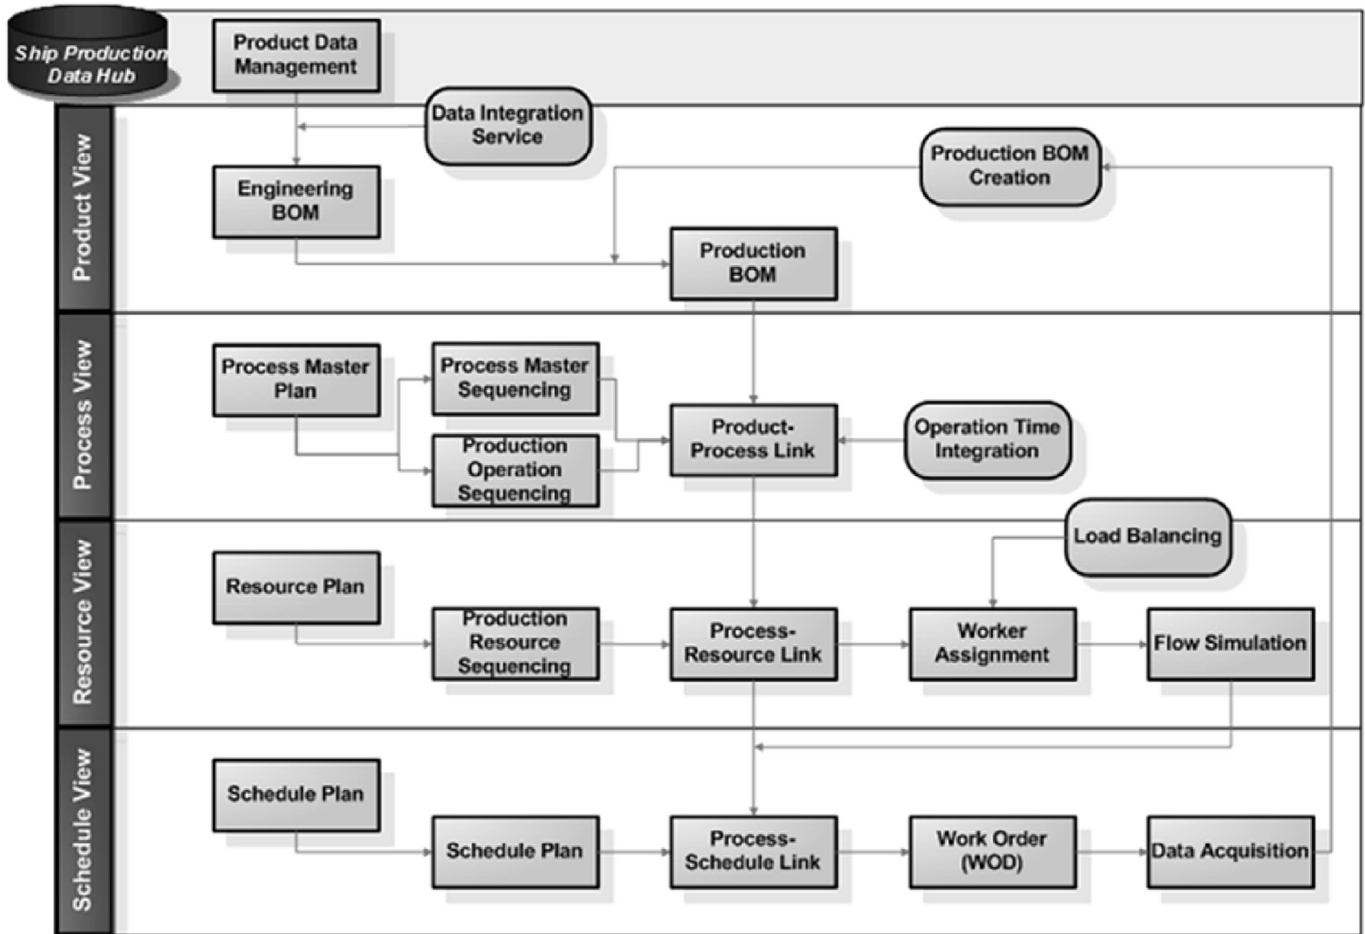 Ship Production
Data Hub
Product Data
Management
Product View
Data Integration
Service
Production BOM
Creation
Engineering
BOM
Production
BOM
Process View
Process Master
Plan
Process Master
Sequencing
Production
Operation
Sequencing
Product-
Process Link
Operation Time
Integration
Resource View
Load Balancing
Resource Plan
Production
Resource
Sequencing
Process-
Resource Link
Worker
Assignment
Flow Simulation
Schedule View
Schedule Plan
Schedule Plan
Process-
Schedule Link
Work Order
(WOD)
Data Acquisition